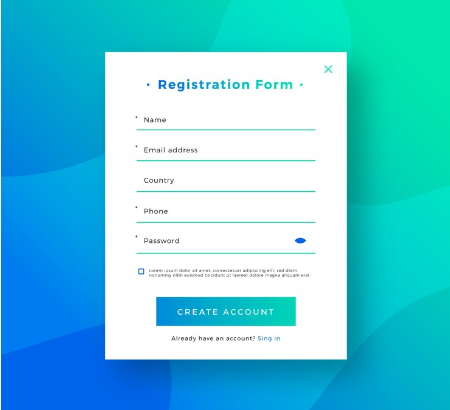 Registration Form
Name
Email address
Country
Phone
Password
Lorem ipsum dolor sit amet, consectetuer adipiscing elit, sed diam
nonummy nibh euismod tincidunt ut laoreet dolore magna aliquam erat
CREATE ACCOUNT
Already have an account? Sing in